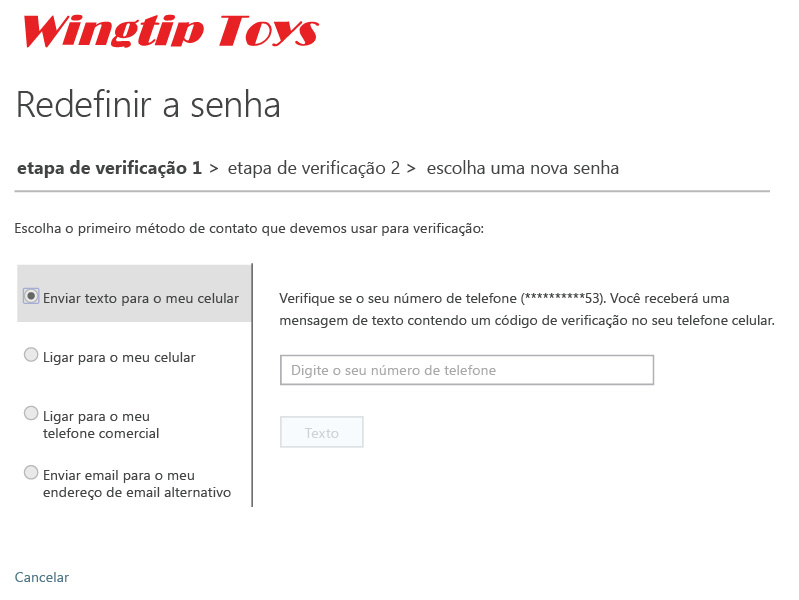 Wingtip Toys
Redefinir a senha
etapa de verificação 1 > etapa de verificação 2 > escolha uma nova senha
Escolha o primeiro método de contato que devemos usar para verificação:
Enviar texto para o meu celular
Ligar para o meu celular
Ligar para o meu
telefone comercial
Enviar email para o meu
endereço de email alternativo
Verifique se o seu número de telefone (**********53). Você receberá uma
mensagem de texto contendo um código de verificação no seu telefone celular.
Digite o seu número de telefone
Texto
Cancelar